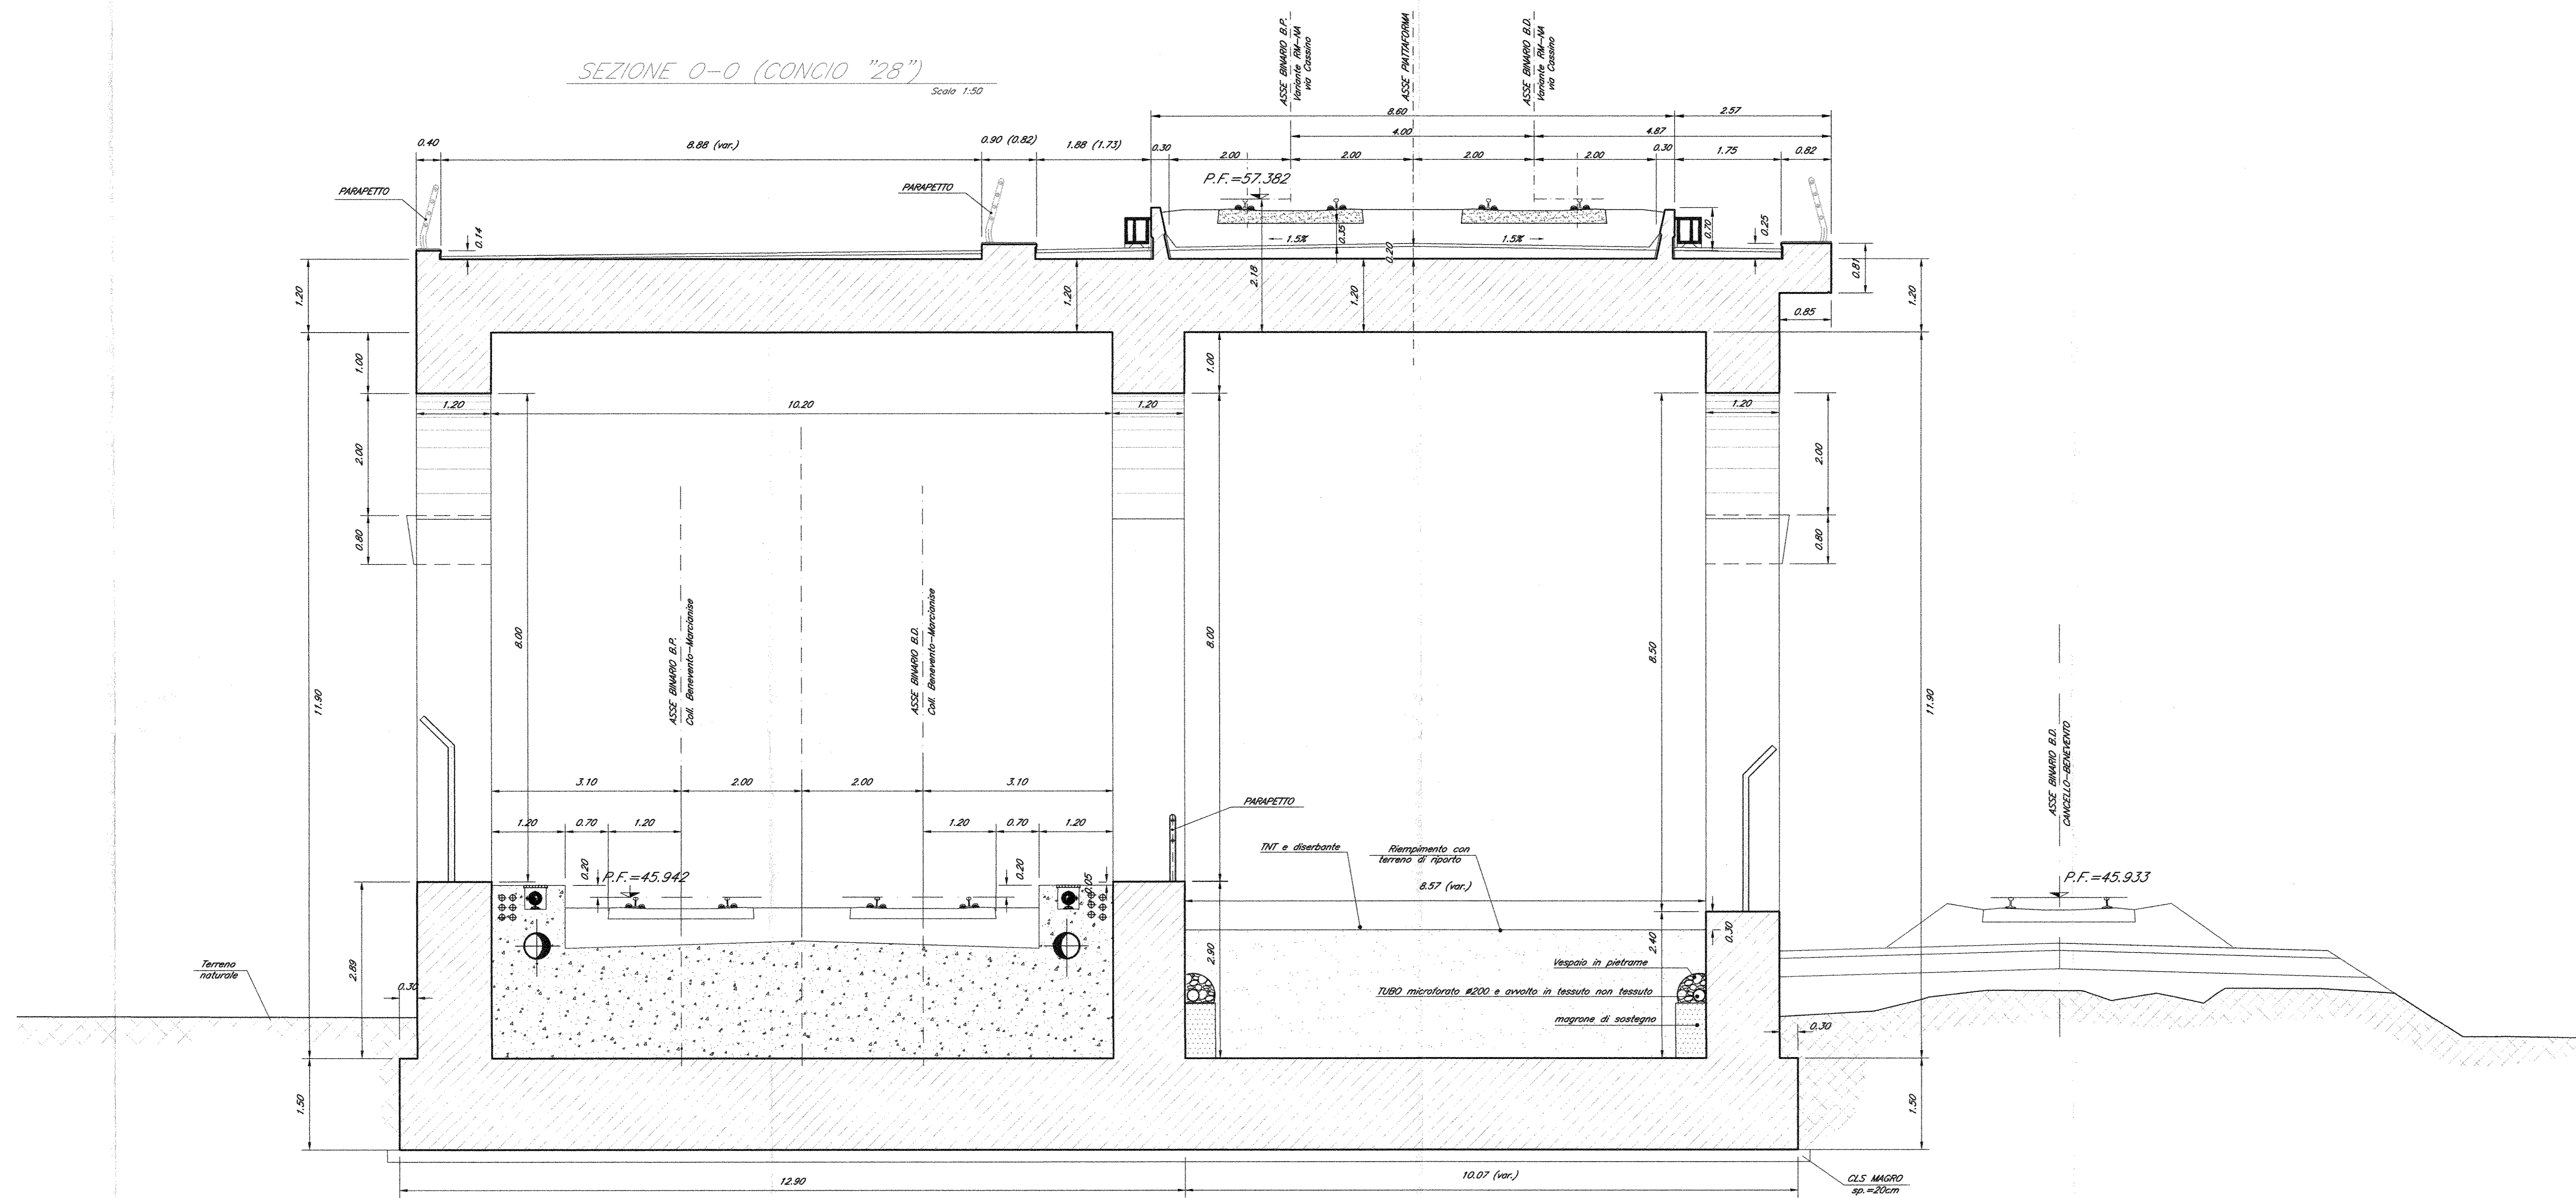 SEZIONE O-O (CONCIO "28")
Scala 1:50
ASSE BINARIO B.P.
Variante RM-NA
via Cassino
ASSE PIATTAFORMA
ASSE BINARIO B.D.
Variante RM-NA
via Cassino
8.60
2.57
4.00
4.87
0.40
8.88 (var.)
0.90 (0.82)
1.88 (1.73)
0.30
2.00
2.00
2.00
2.00
0.30
1.75
0.82
PARAPETTO
PARAPETTO
P.F.=57.382
0.14
1.5%
0.35
1.5%
0.20
0.70
0.25
0.81
1.20
1.20
2.18
1.20
1.20
0.85
1.00
1.00
1.20
10.20
1.20
1.20
2.00
2.00
0.80
0.80
8.00
8.00
8.50
ASSE BINARIO B.P.
Coll. Benevento-Marcianise
ASSE BINARIO B.D.
Coll. Benevento-Marcianise
11.90
11.90
ASSE BINARIO B.D.
CANCELLO-BENEVENTO
3.10
2.00
2.00
3.10
PARAPETTO
1.20
0.70
1.20
1.20
0.70
1.20
TNT e diserbante
Riempimento con
terreno di riporto
0.20
P.F.=45.942
0.20
0.05
8.57 (var.)
P.F.=45.933
0.30
2.40
2.90
2.89
Terreno
naturale
0.30
Vespaio in pietrame
TUBO microforato ø200 e avvolto in tessuto non tessuto
magrone di sostegno
0.30
1.50
1.50
12.90
10.07 (var.)
CLS MAGRO
sp.=20cm